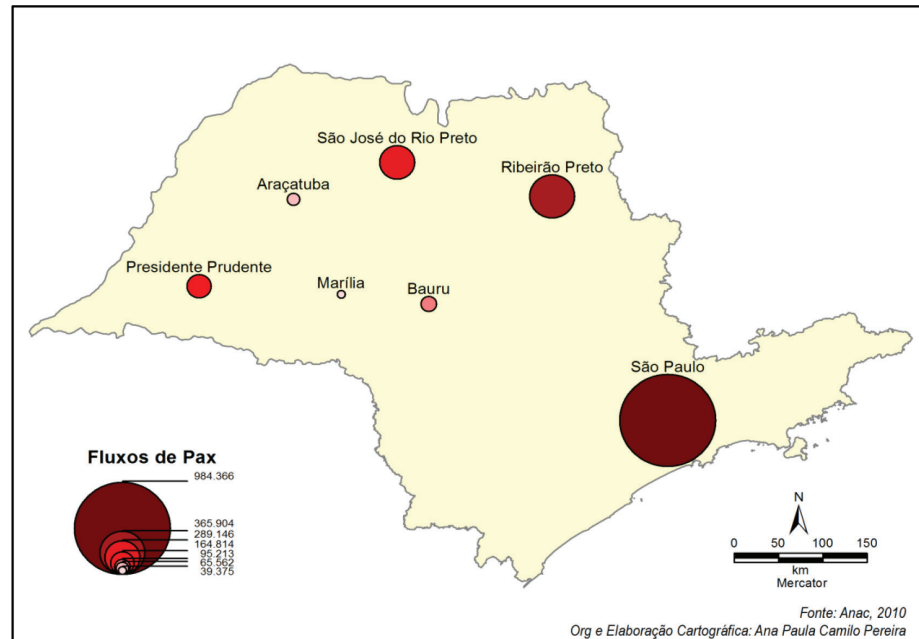 São José do Rio Preto
Ribeirão Preto
Araçatuba
Presidente Prudente
Marília
Bauru
São Paulo
Fluxos de Pax
984.366
365.904
289.146
164.814
95.213
65.562
39.375
N
0 50 100 150
km
Mercator
Fonte: Anac, 2010
Org e Elaboração Cartográfica: Ana Paula Camilo Pereira